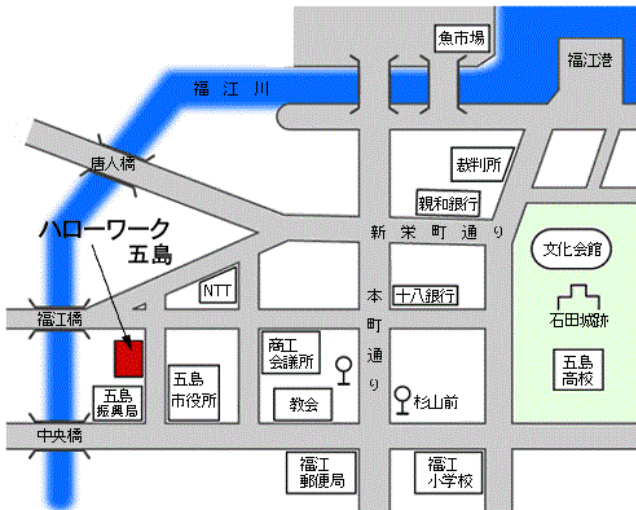 魚市場
福江港
福江川
裁判所
唐人橋
親和銀行
ハローワーク
五島
新栄町通り
文化会館
NTT
十八銀行
本町通り
石田城跡
福江橋
商工
会議所
五島
高校
五島
振興局
五島
市役所
教会
杉山前
中央橋
福江
郵便局
福江
小学校